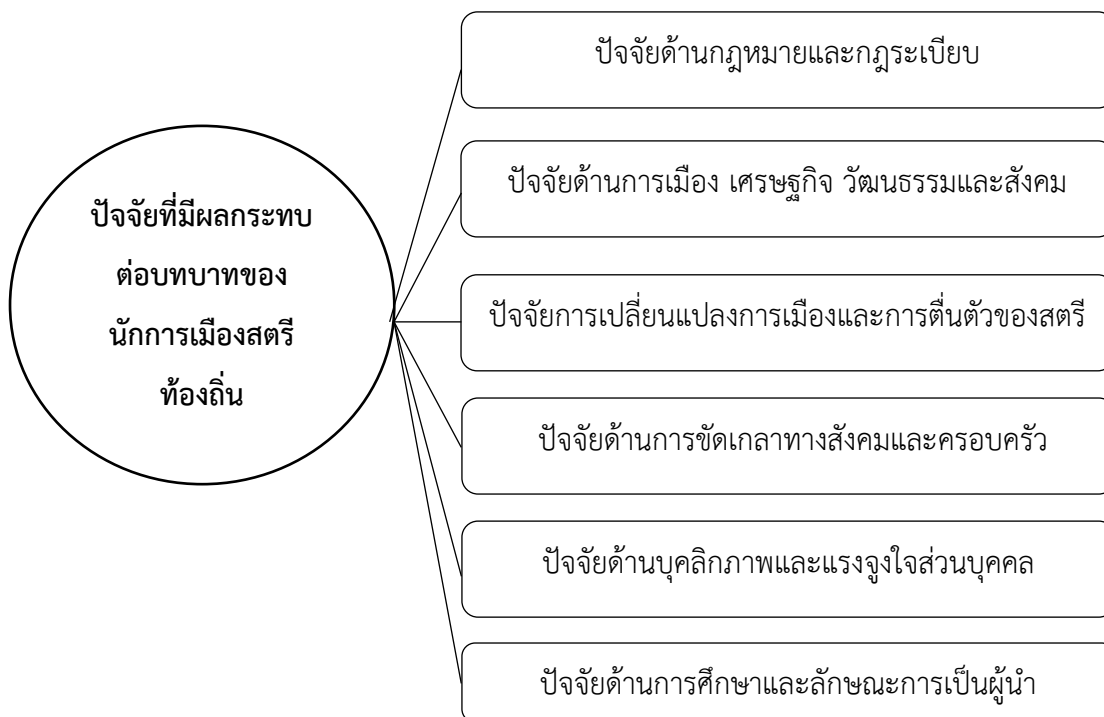 ปัจจัยที่มีผลกระทบ
ต่อบทบาทของ
นักการเมืองสตรี
ท้องถิ่น
ปัจจัยด้านกฎหมายและกฎระเบียบ
ปัจจัยด้านการเมือง เศรษฐกิจ วัฒนธรรมและสังคม
ปัจจัยการเปลี่ยนแปลงการเมืองและการตื่นตัวของสตรี
ปัจจัยด้านการขัดเกลาทางสังคมและครอบครัว
ปัจจัยด้านบุคลิกภาพและแรงจูงใจส่วนบุคคล
ปัจจัยด้านการศึกษาและลักษณะการเป็นผู้นำ